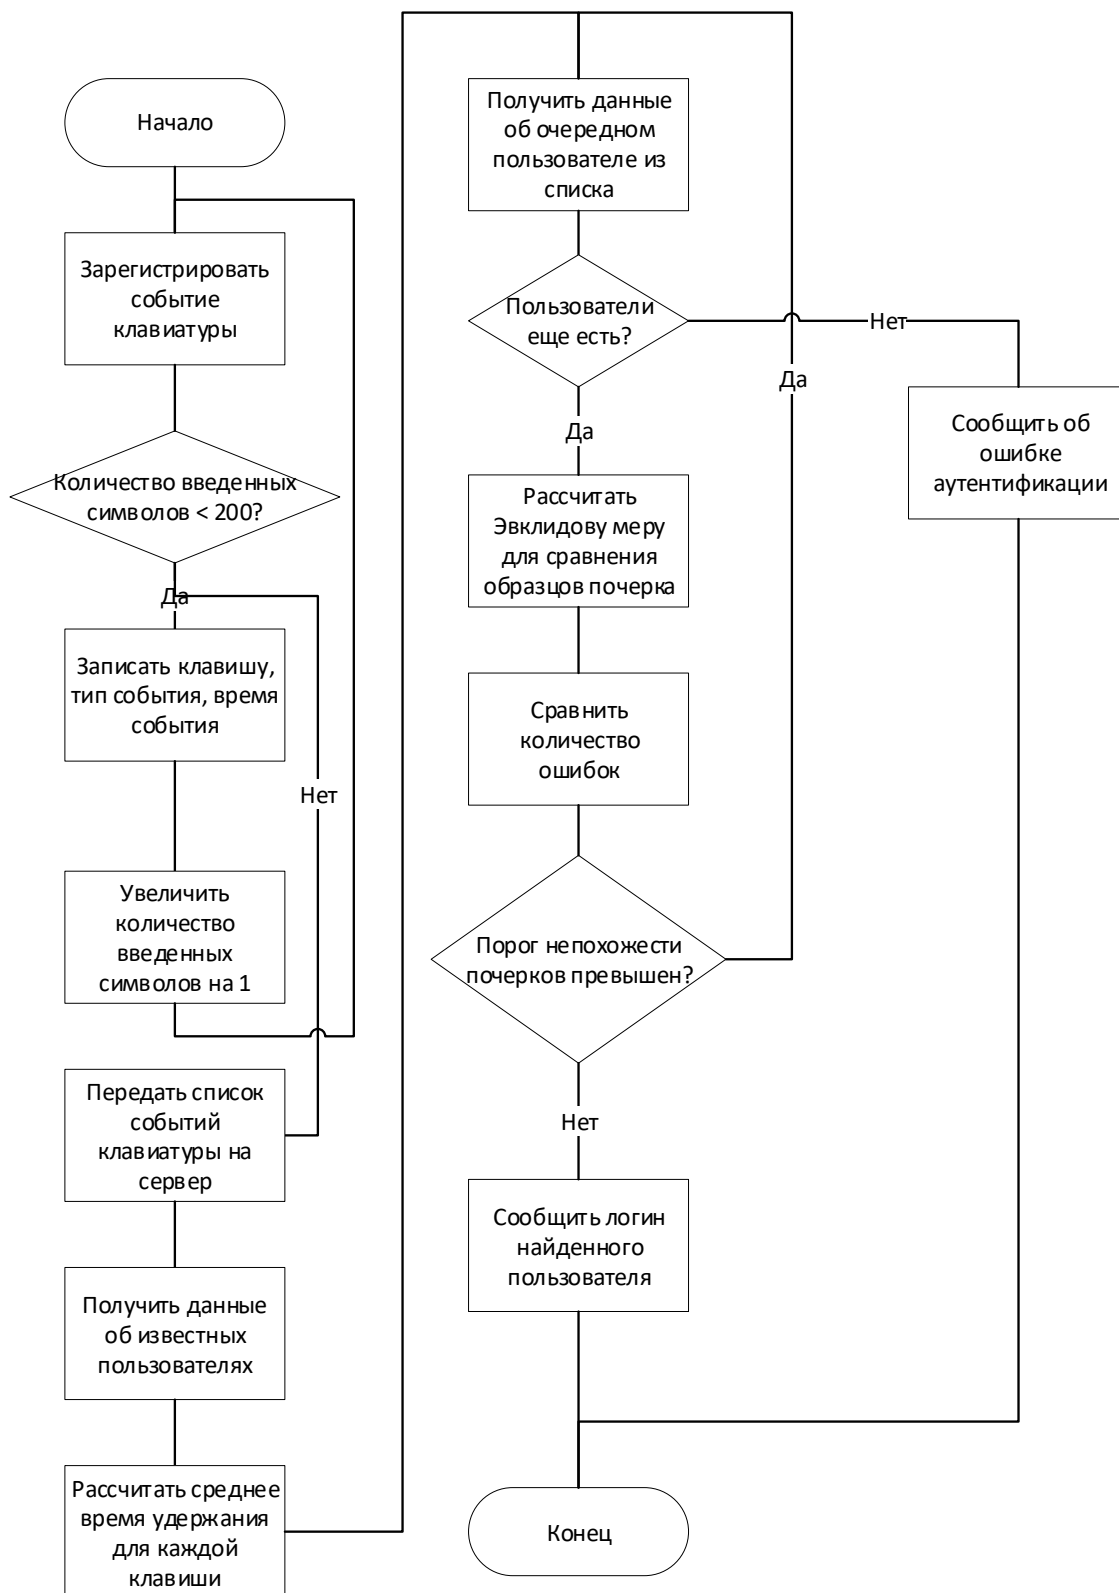 Начало
Зарегистрировать
событие
клавиатуры
Количество введенных
символов < 200?
Да
Записать клавишу,
тип события, время
события
Нет
Увеличить
количество
введенных
символов на 1
Передать список
событий
клавиатуры на
сервер
Получить данные
об известных
пользователях
Рассчитать среднее
время удержания
для каждой
клавиши
Получить данные
об очередном
пользователе из
списка
Пользователи
еще есть?
Нет
Да
Да
Сообщить об
ошибке
аутентификации
Рассчитать
Эвклидову меру
для сравнения
образцов почерка
Сравнить
количество
ошибок
Порог непохожести
почерков превышен?
Нет
Сообщить логин
найденного
пользователя
Конец